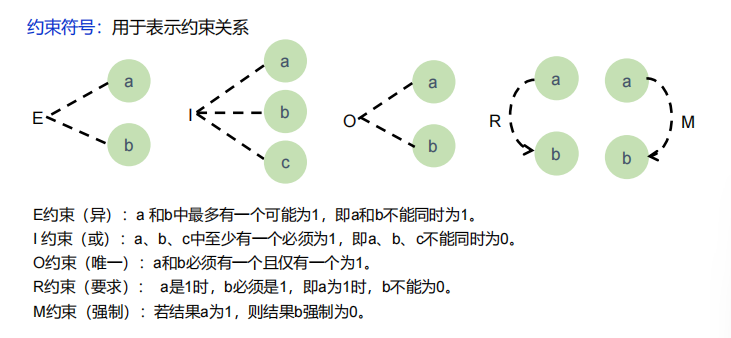 约束符号：用于表示约束关系
E a b
I a b c
O a b
R a b
a b M
E约束（异）：a 和b中最多有一个可能为1，即a和b不能同时为1。
I 约束（或）：a、b、c中至少有一个必须为1，即a、b、c不能同时为0。
O约束（唯一）：a和b必须有一个且仅有一个为1。
R约束（要求）： a是1时，b必须是1，即a为1时，b不能为0。
M约束（强制）：若结果a为1，则结果b强制为0。